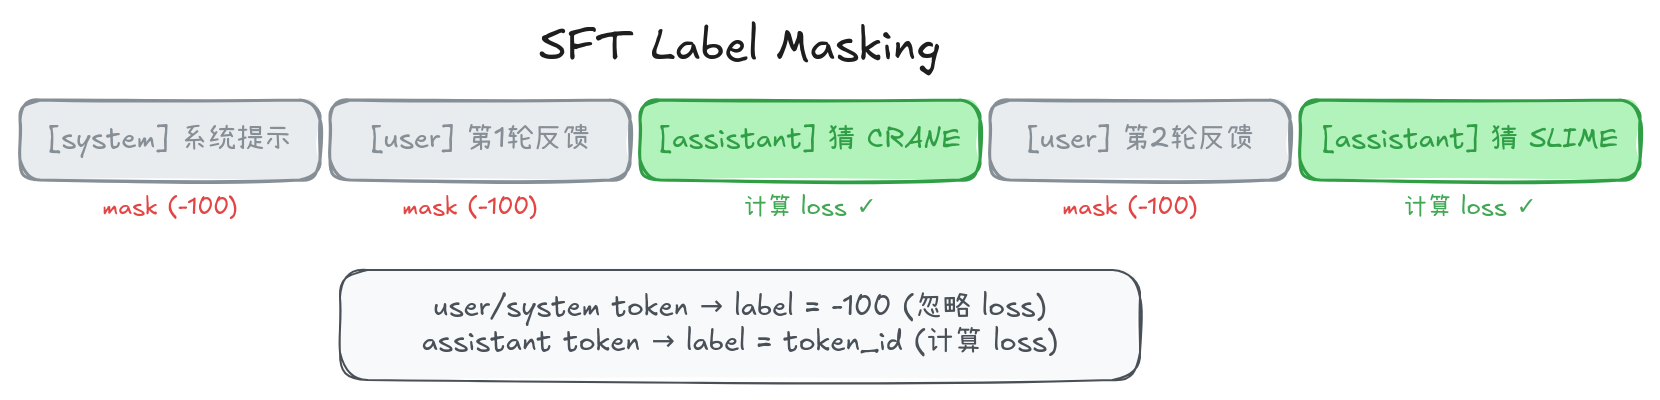 SFT Label Masking
[system] 系统提示
[user] 第1轮反馈
[assistant] 猜 CRANE
[user] 第2轮反馈
[assistant] 猜 SLIME
mask (-100)
mask (-100)
计算 loss ✓
mask (-100)
计算 loss ✓
user/system token → label = -100 (忽略 loss)
assistant token → label = token_id (计算 loss)